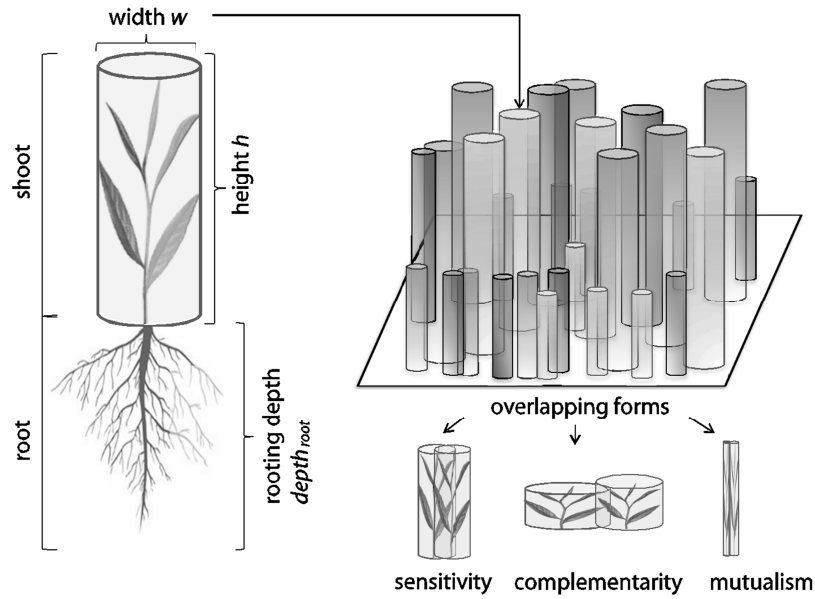 width w
shoot
height h
root
rooting depth
depth root
overlapping forms
sensitivity
complementarity
mutualism